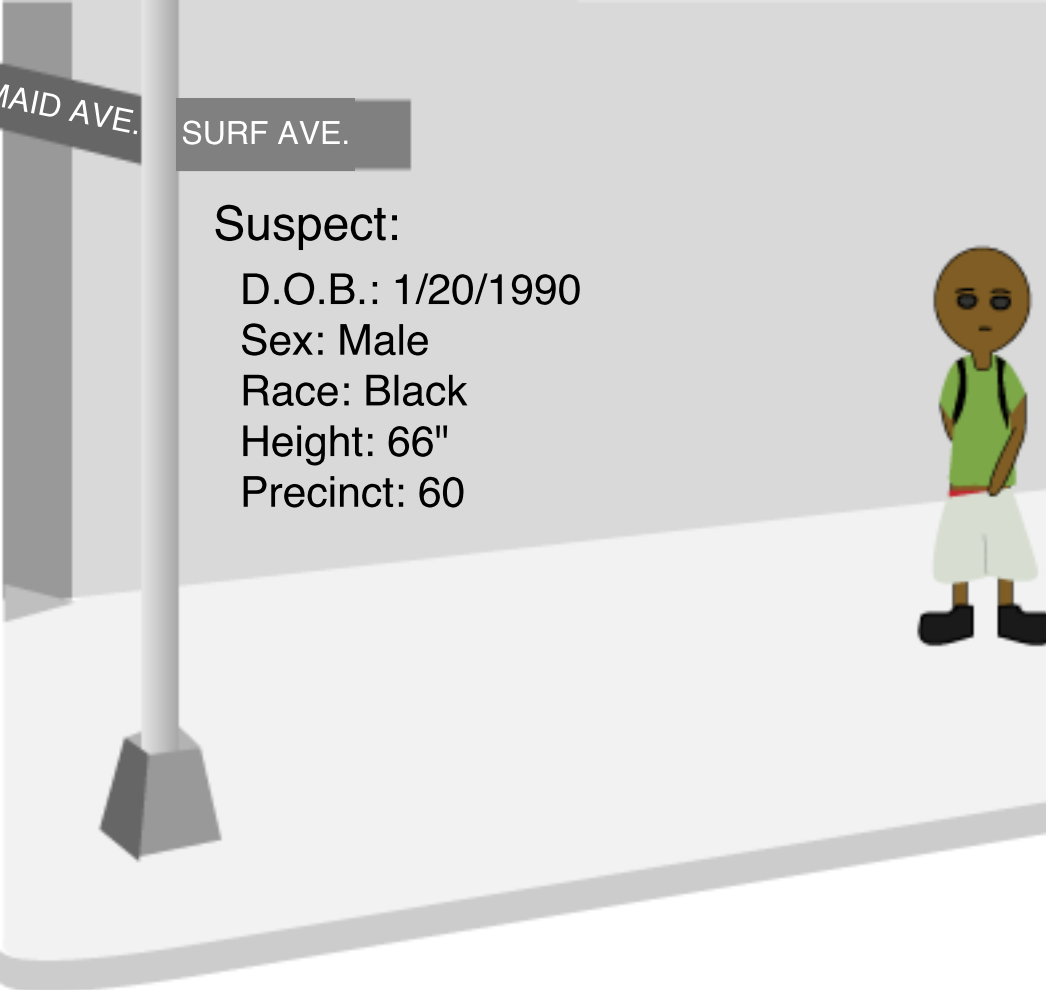 MAID AVE.
SURF AVE.
Suspect:
D.O.B.: 1/20/1990
Sex: Male
Race: Black
Height: 66"
Precinct: 60